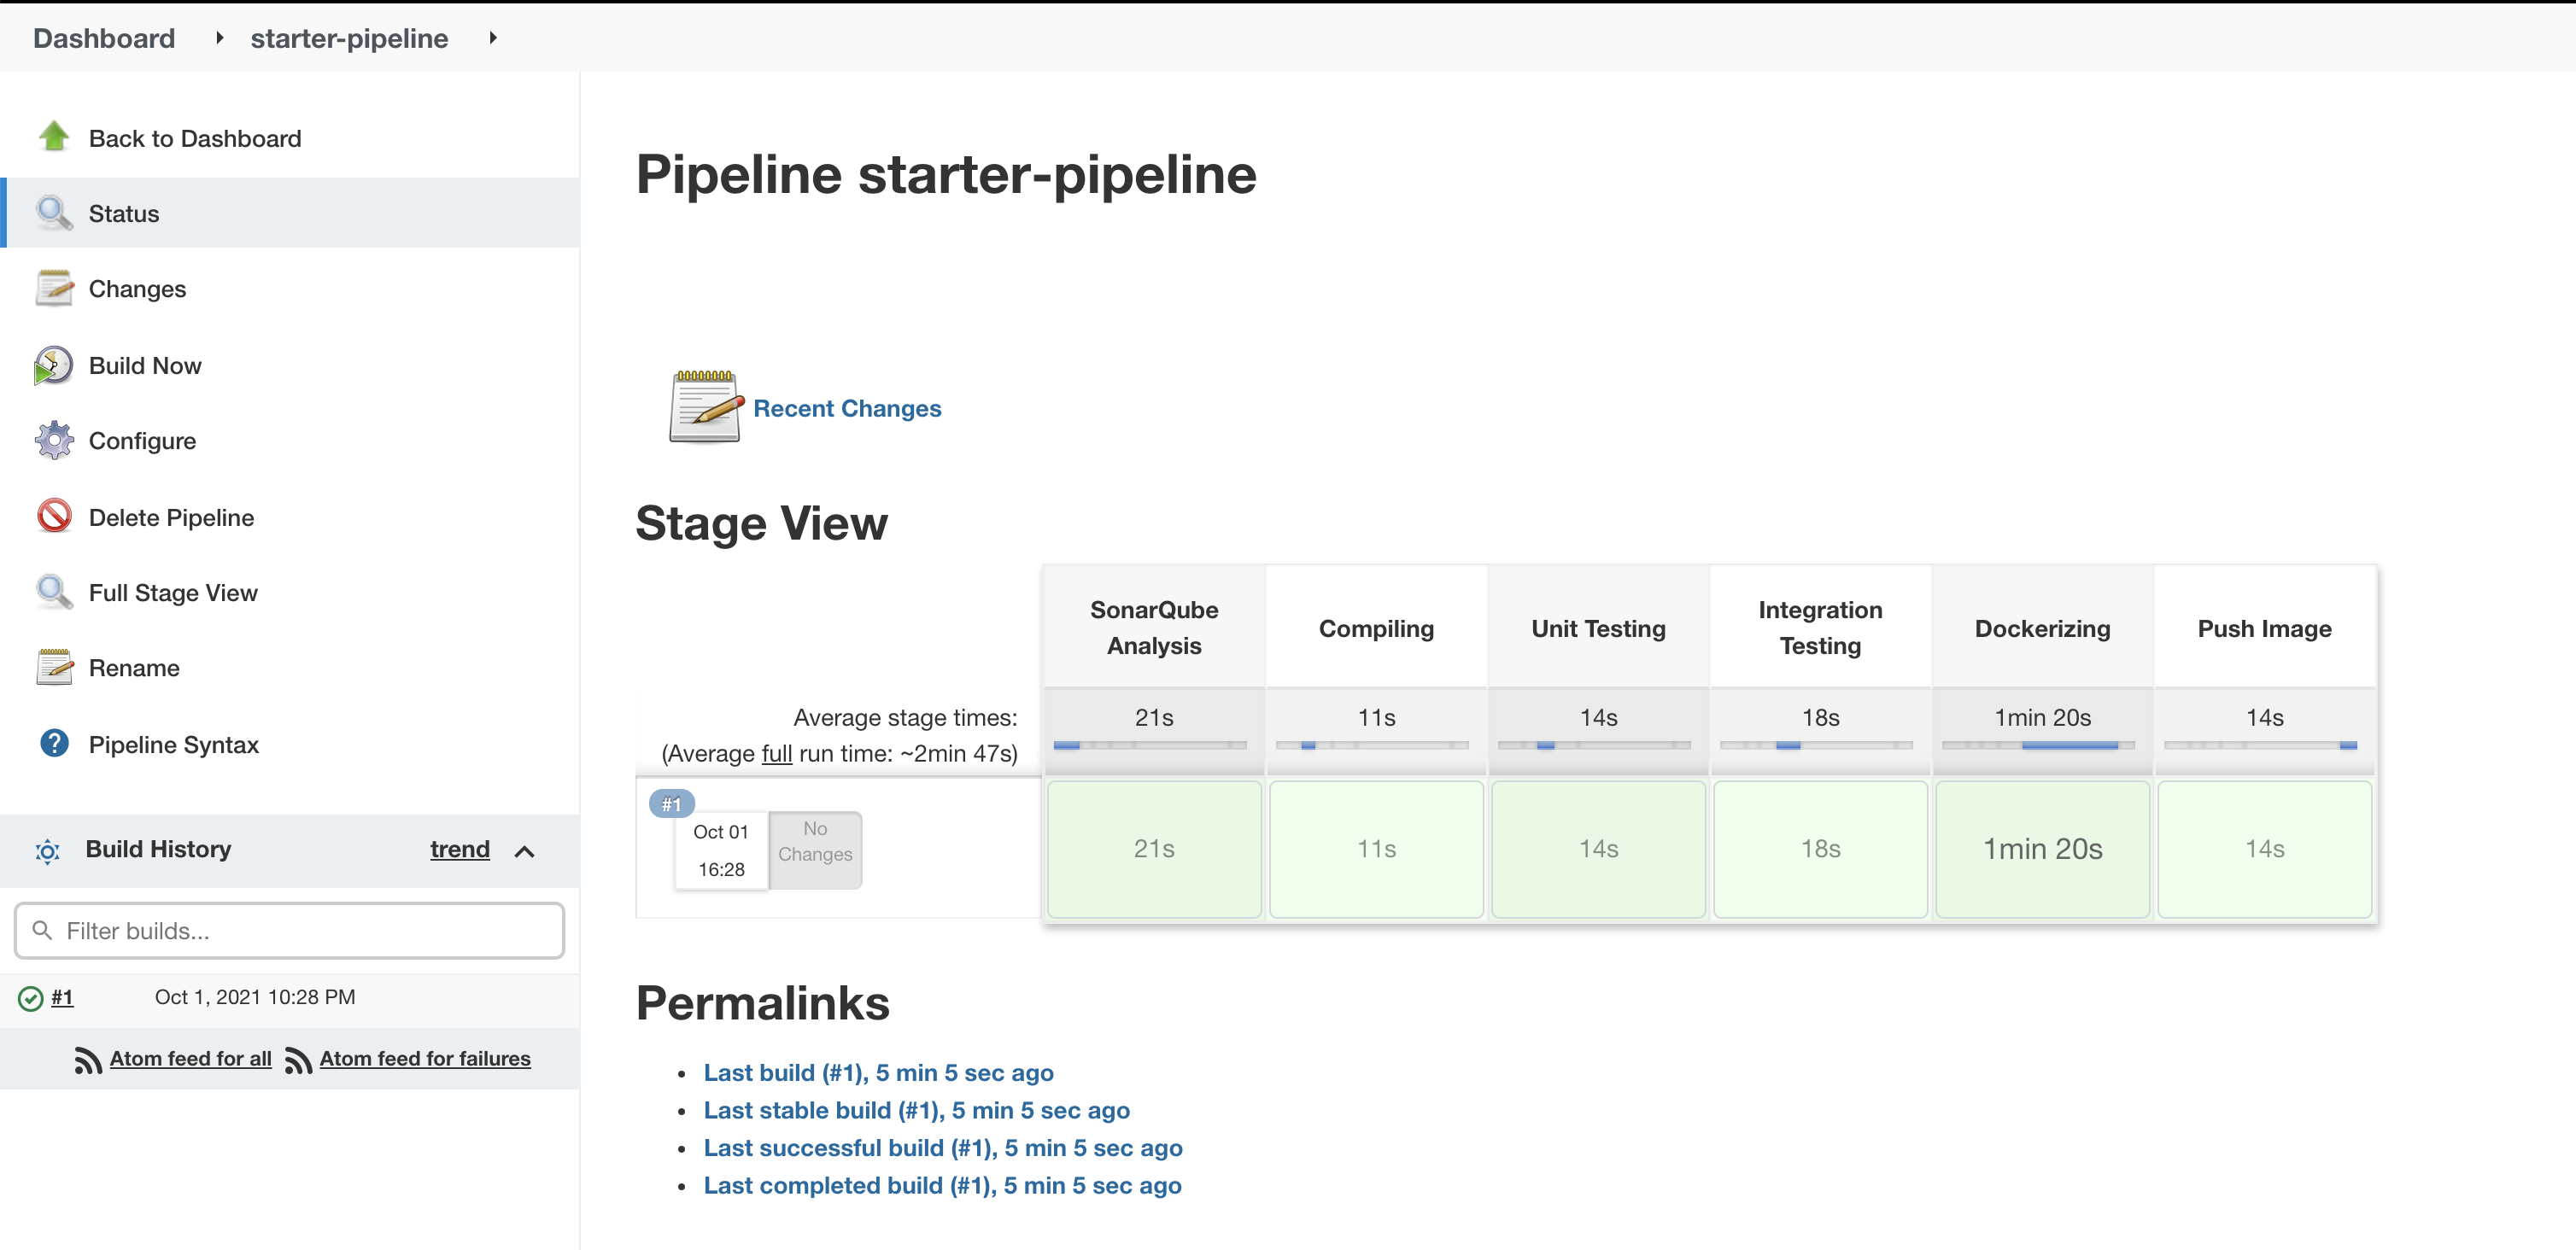 Dashboard starter-pipeline
Back to Dashboard
Status
Changes
Build Now
Configure
Delete Pipeline
Full Stage View
Rename
? Pipeline Syntax
Build History trend
Filter builds...
#1 Oct 1, 2021 10:28 PM
Atom feed for all Atom feed for failures
Pipeline starter-pipeline
Recent Changes
Stage View
SonarQube
Analysis
Compiling
Unit Testing
Integration
Testing
Dockerizing
Push Image
Average stage times:
(Average full run time: ~2min 47s)
21s 11s 14s 18s 1min 20s 14s
#1
Oct 01
16:28
No
Changes
21s 11s 14s 18s 1min 20s 14s
Permalinks
Last build (#1), 5 min 5 sec ago
Last stable build (#1), 5 min 5 sec ago
Last successful build (#1), 5 min 5 sec ago
Last completed build (#1), 5 min 5 sec ago